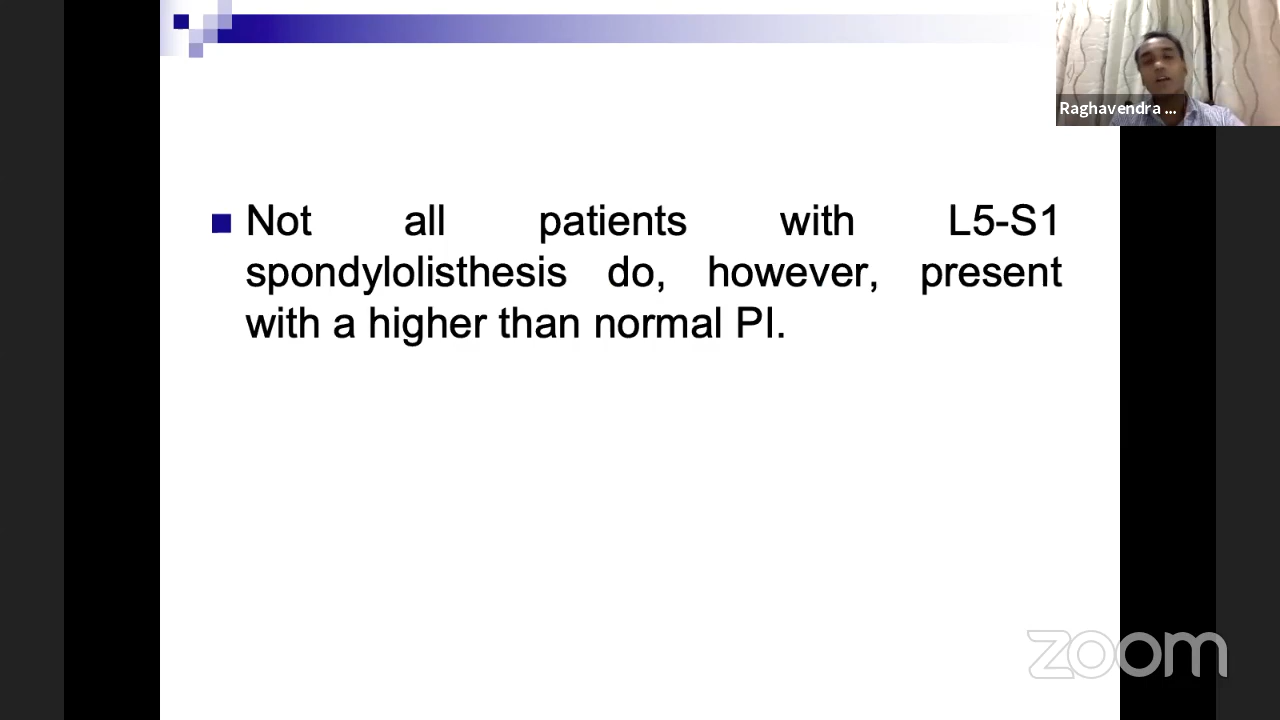 Raghavendra ...
Not all patients with L5-S1
spondylolisthesis do, however, present
with a higher than normal PI.
zoom